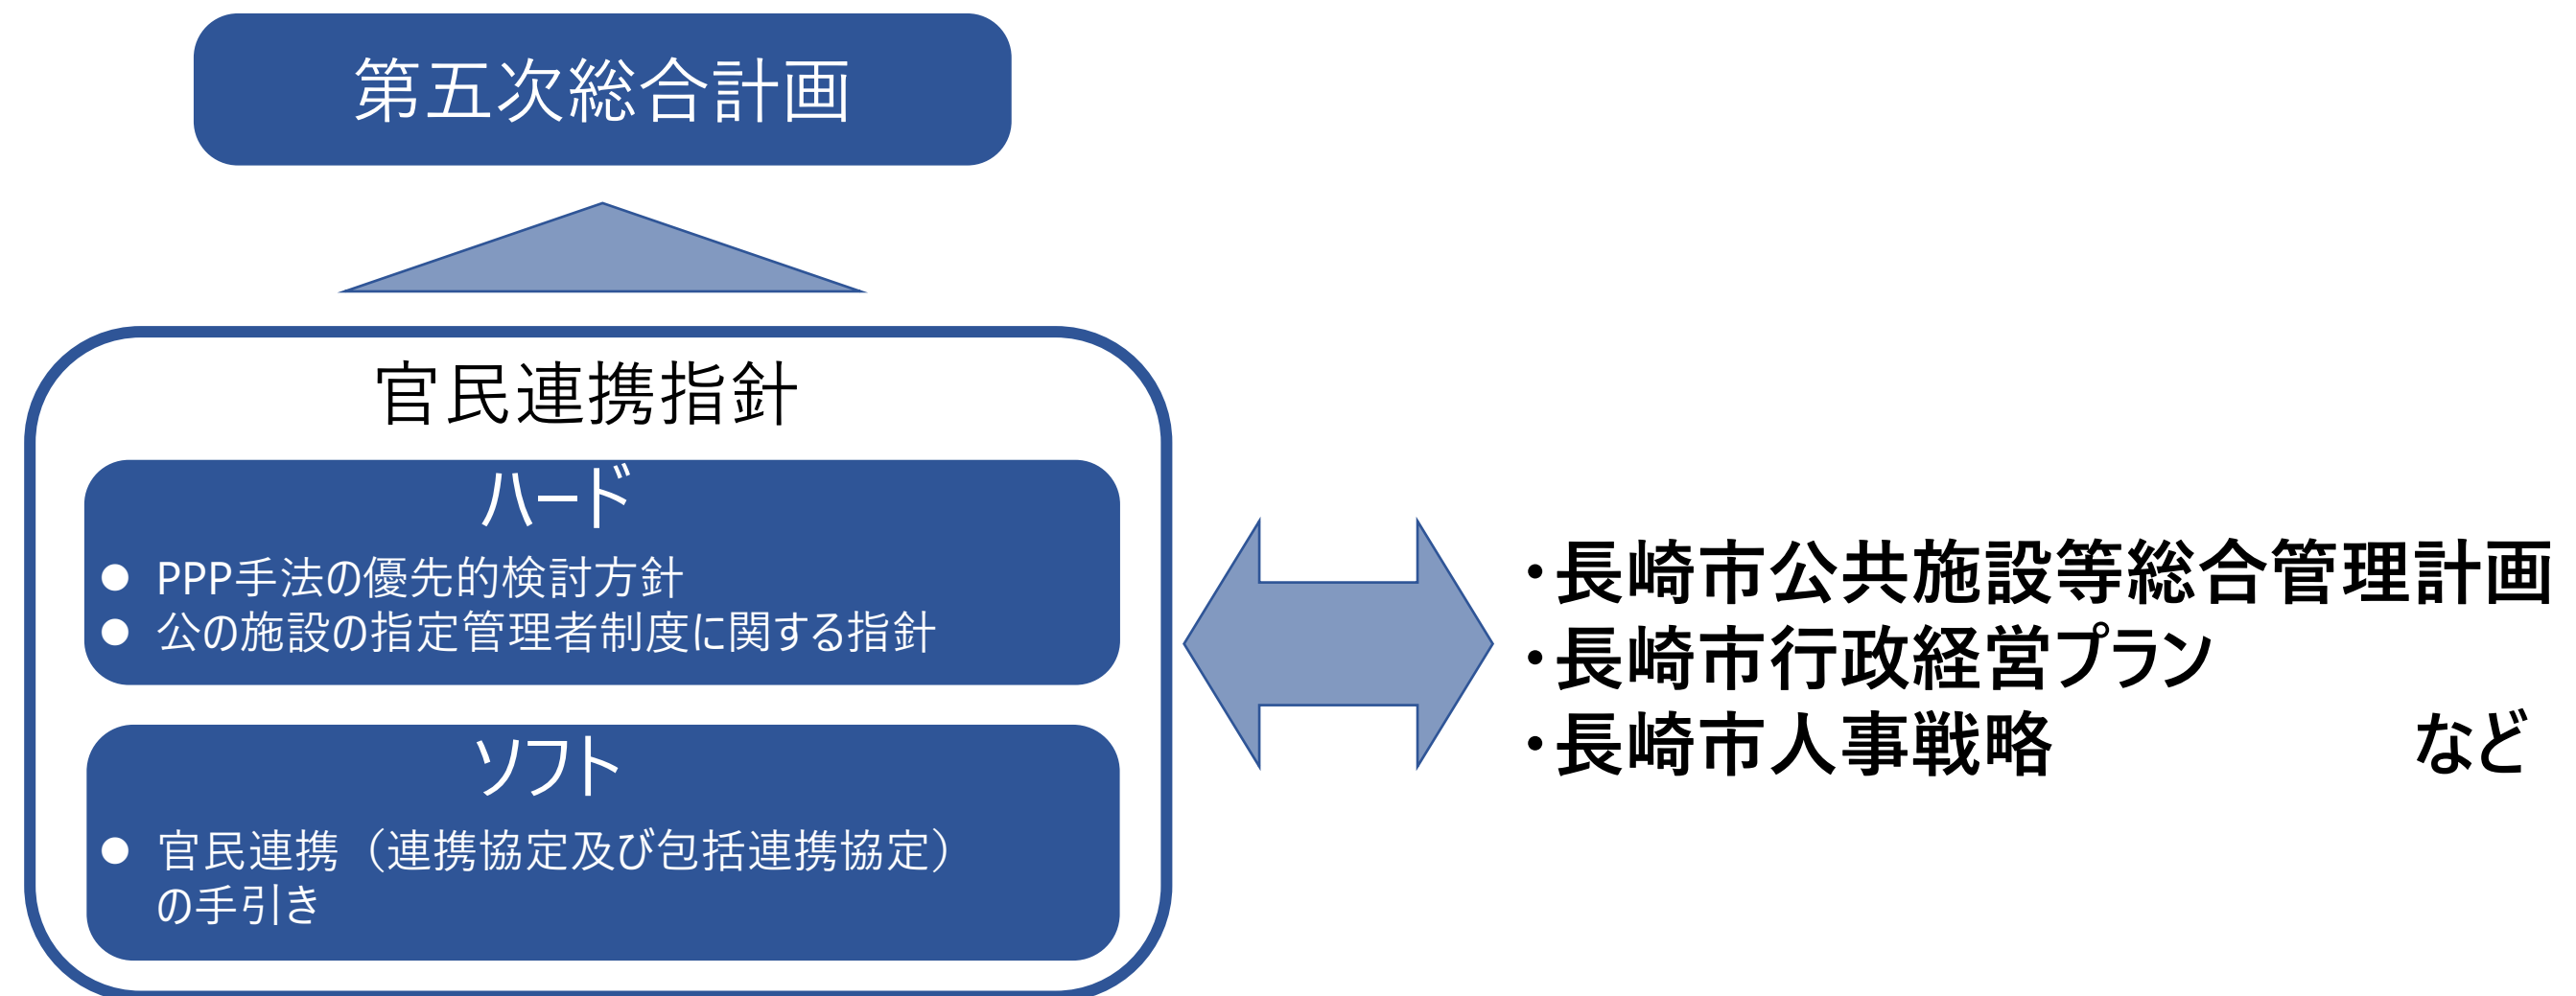 第五次総合計画
官民連携指針
ハード
● PPP手法の優先的検討方針
● 公の施設の指定管理者制度に関する指針
ソフト
● 官民連携（連携協定及び包括連携協定）
の手引き
・長崎市公共施設等総合管理計画
・長崎市行政経営プラン
・長崎市人事戦略　　　　　など